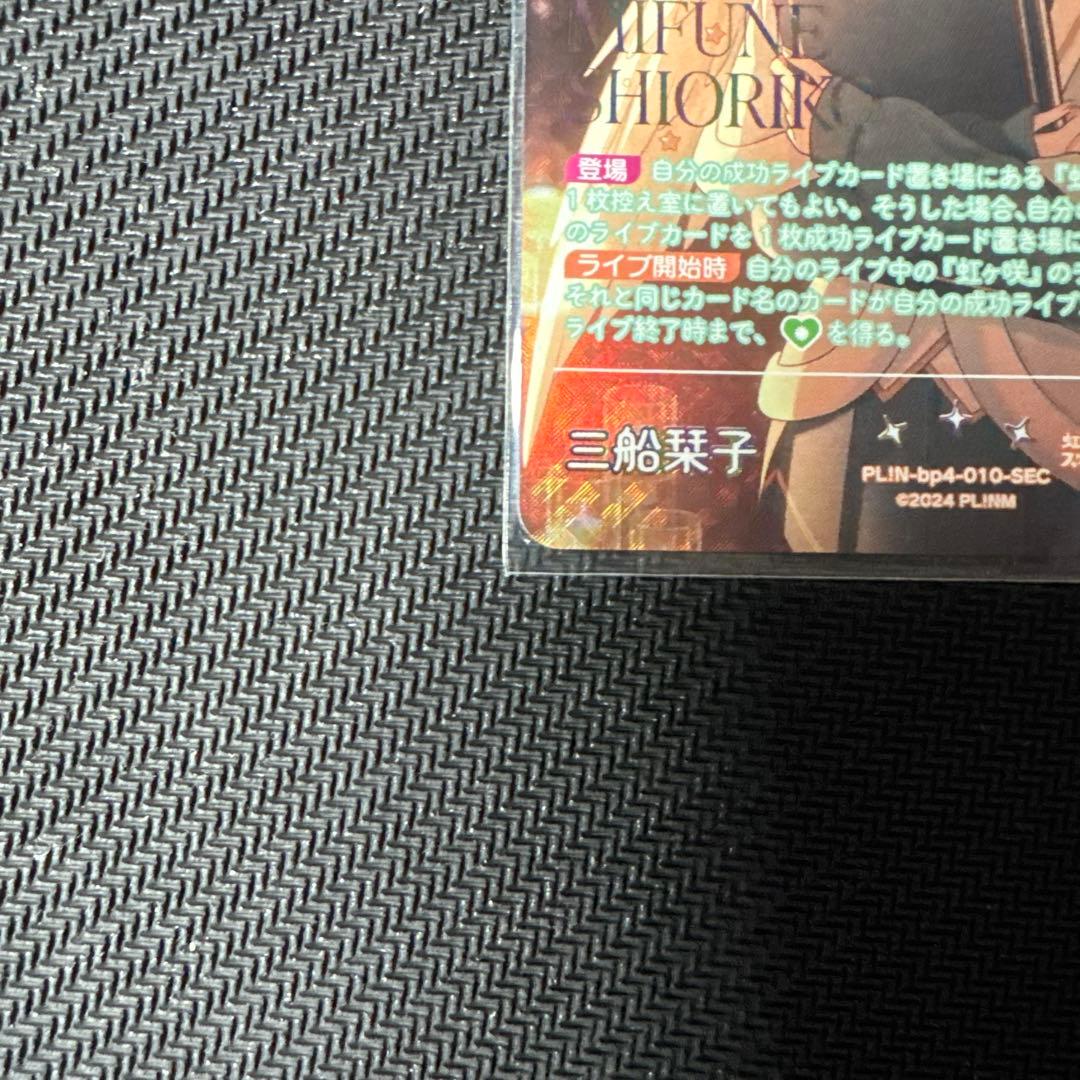 MIFUNE
SHIORIK
登場 自分の成功ライブカード置き場にある『虹
1枚控え室に置いてもよい。そうした場合、自分
のライブカードを1枚成功ライブカード置き場に
ライブ開始時 自分のライブ中の『虹ヶ咲』の
それと同じカード名のカードが自分の成功ライブ
ライブ終了時まで、を得る。
三船栞子
PL!N-bp4-010-SEC
©2024 PL!NM